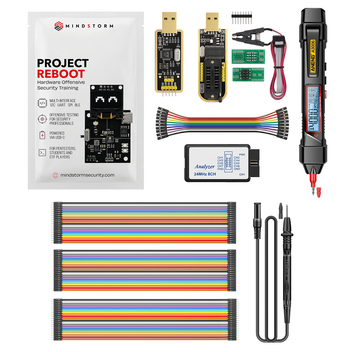 MINDSTORM
PROJECT
REBOOT
Hardware Offensive
Security Training
MULTI-INTERFACE
I2C UART SPI BLE
OFFENSIVE TESTING
FOR SECURITY
PROFESSIONALS
POWERED
VIA USB-C
FOR PENTESTERS,
STUDENTS AND
CTF PLAYERS
mindstormsecurity.com
Analyzer
24MHz 8CH